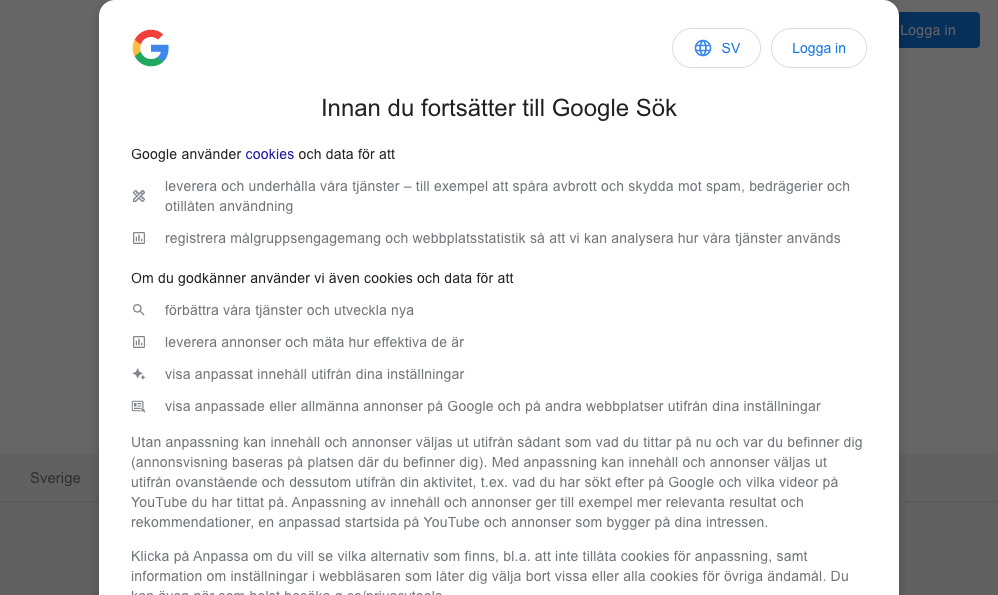 Logga in
SV
Logga in
Innan du fortsätter till Google Sök
Google använder cookies och data för att
leverera och underhålla våra tjänster – till exempel att spåra avbrott och skydda mot spam, bedrägerier och
otillåten användning
registrera målgruppsengagemang och webbplatsstatistik så att vi kan analysera hur våra tjänster används
Om du godkänner använder vi även cookies och data för att
förbättra våra tjänster och utveckla nya
leverera annonser och mäta hur effektiva de är
visa anpassat innehåll utifrån dina inställningar
visa anpassade eller allmänna annonser på Google och på andra webbplatser utifrån dina inställningar
Utan anpassning kan innehåll och annonser väljas ut utifrån sådant som vad du tittar på nu och var du befinner dig
(annonsvisning baseras på platsen där du befinner dig). Med anpassning kan innehåll och annonser väljas ut
utifrån ovanstående och dessutom utifrån din aktivitet, t.ex. vad du har sökt efter på Google och vilka videor på
YouTube du har tittat på. Anpassning av innehåll och annonser ger till exempel mer relevanta resultat och
rekommendationer, en anpassad startsida på YouTube och annonser som bygger på dina intressen.
Sverige
Klicka på Anpassa om du vill se vilka alternativ som finns, bl.a. att inte tillåta cookies för anpassning, samt
information om inställningar i webbläsaren som låter dig välja bort vissa eller alla cookies för övriga ändamål. Du
kan även när som helst besöka g.co/privacytools.